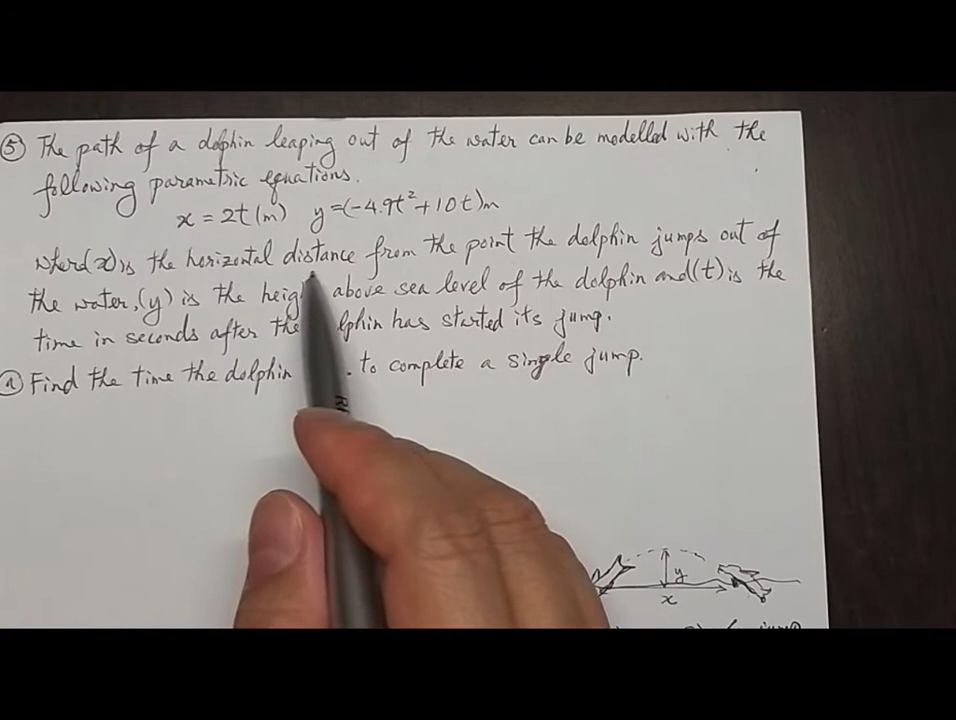 ⑤ The path of a dolphin leaping out of the water can be modelled with the
following parametric equations.
x = 2t (m) y = (-4.9t² + 10t) m
where (x) is the horizontal distance from the point the dolphin jumps out of
the water, (y) is the heig above sea level of the dolphin and (t) is the
time in seconds after the lphin has started its jump.
ⓐ Find the time the dolphin to complete a single jump.
y
x